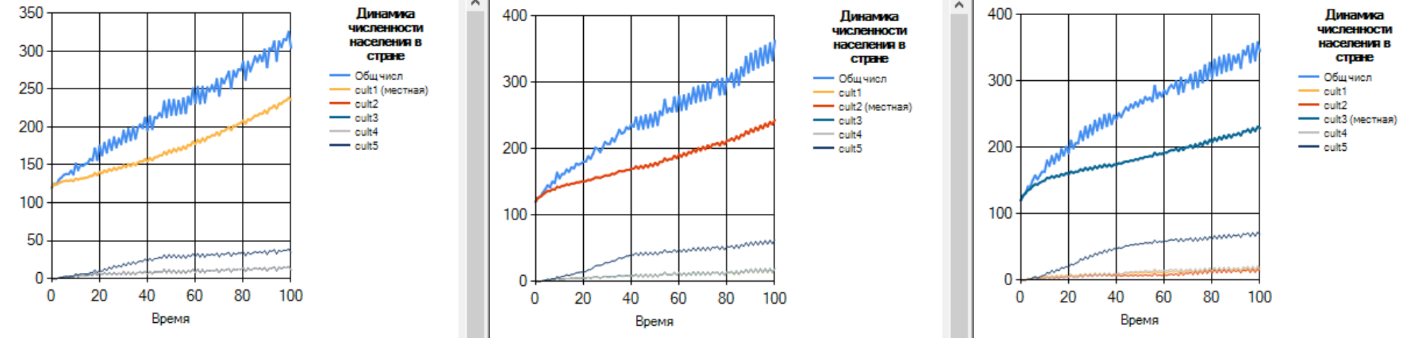 350
300
250
200
150
100
50
0
0 20 40 60 80 100
Время
Динамика
численности
населения в
стране
Общ числ
cult1 (местная)
cult2
cult3
cult4
cult5
400
300
200
100
0
0 20 40 60 80 100
Время
Динамика
численности
населения в
стране
Общ числ
cult1
cult2 (местная)
cult3
cult4
cult5
400
300
200
100
0
0 20 40 60 80 100
Время
Динамика
численности
населения в
стране
Общ числ
cult1
cult2
cult3 (местная)
cult4
cult5